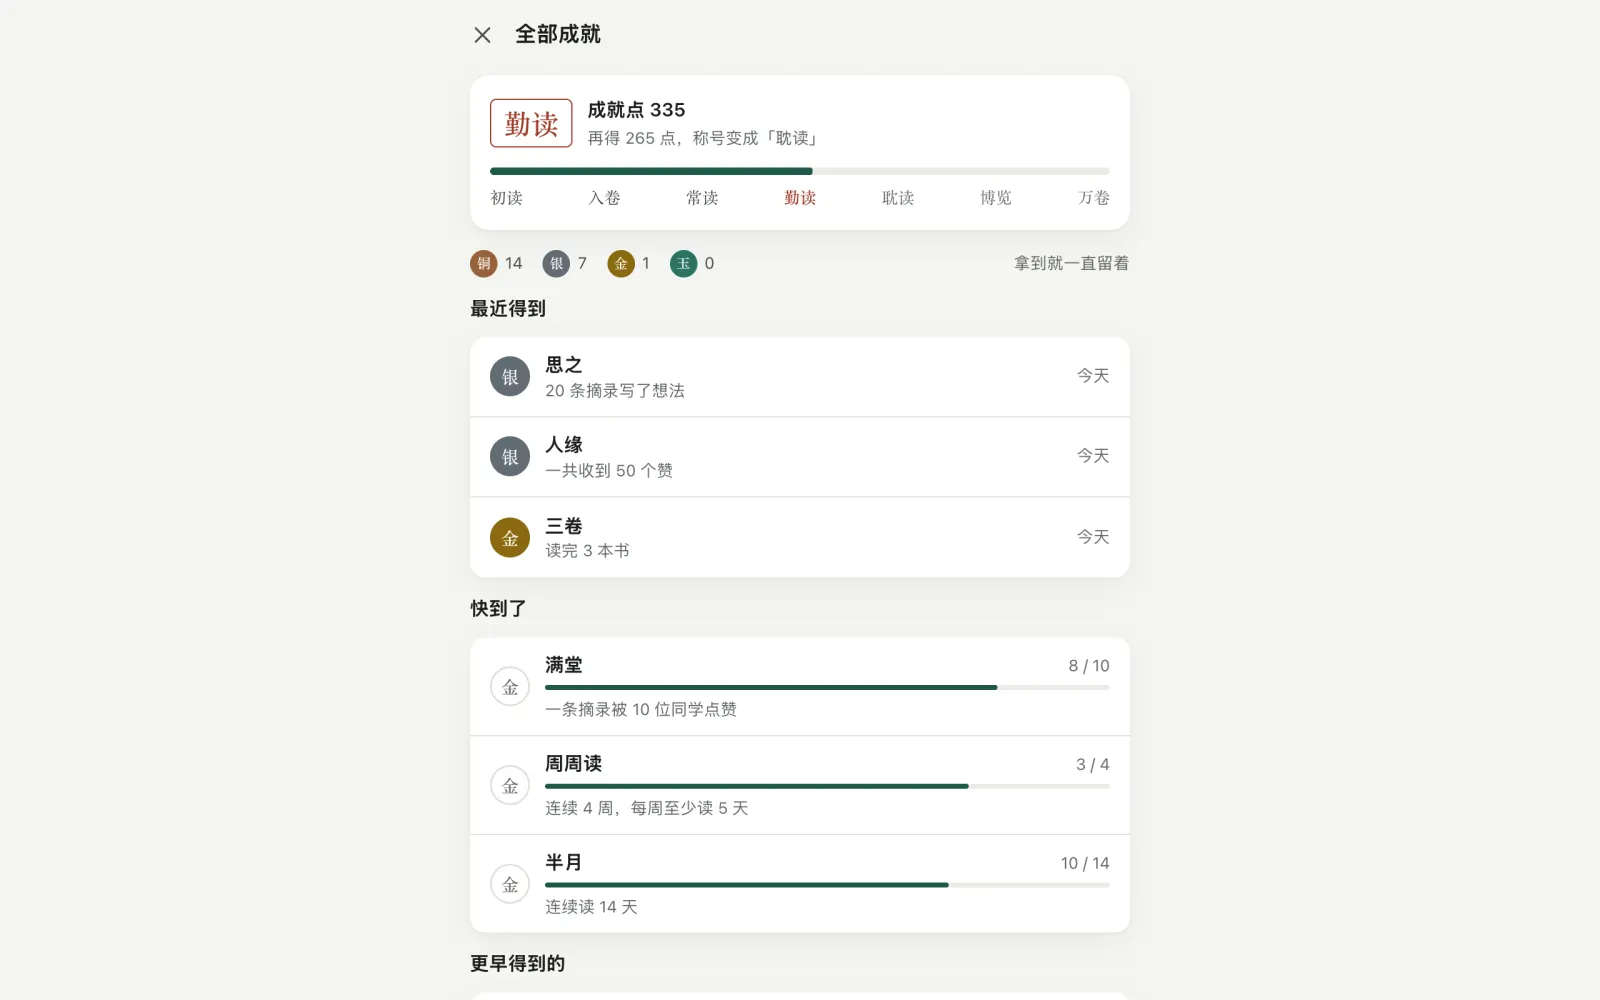 全部成就
勤读
成就点 335
再得 265 点，称号变成「耽读」
初读 入卷 常读 勤读 耽读 博览 万卷
铜 14 银 7 金 1 玉 0 拿到就一直留着
最近得到
银 思之 今天
20 条摘录写了想法
银 人缘 今天
一共收到 50 个赞
金 三卷 今天
读完 3 本书
快到了
金 满堂 8 / 10
一条摘录被 10 位同学点赞
金 周周读 3 / 4
连续 4 周，每周至少读 5 天
金 半月 10 / 14
连续读 14 天
更早得到的